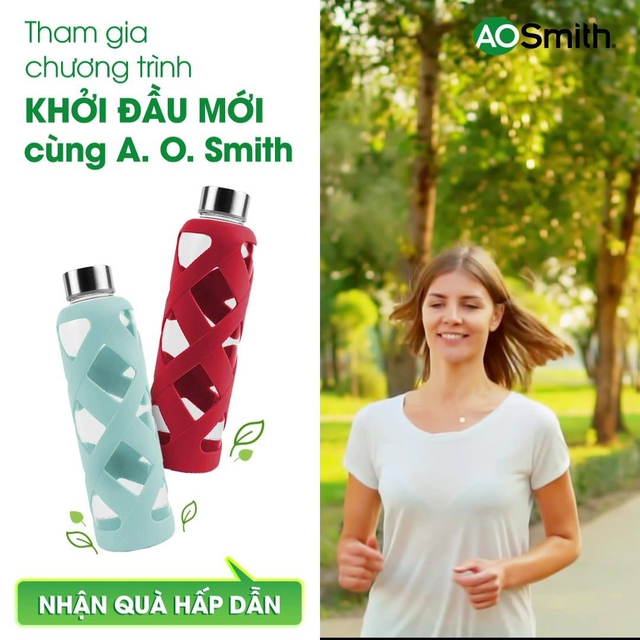 Tham gia
chương trình
KHỞI ĐẦU MỚI
cùng A. O. Smith
NHẬN QUÀ HẤP DẪN
AOSmith®